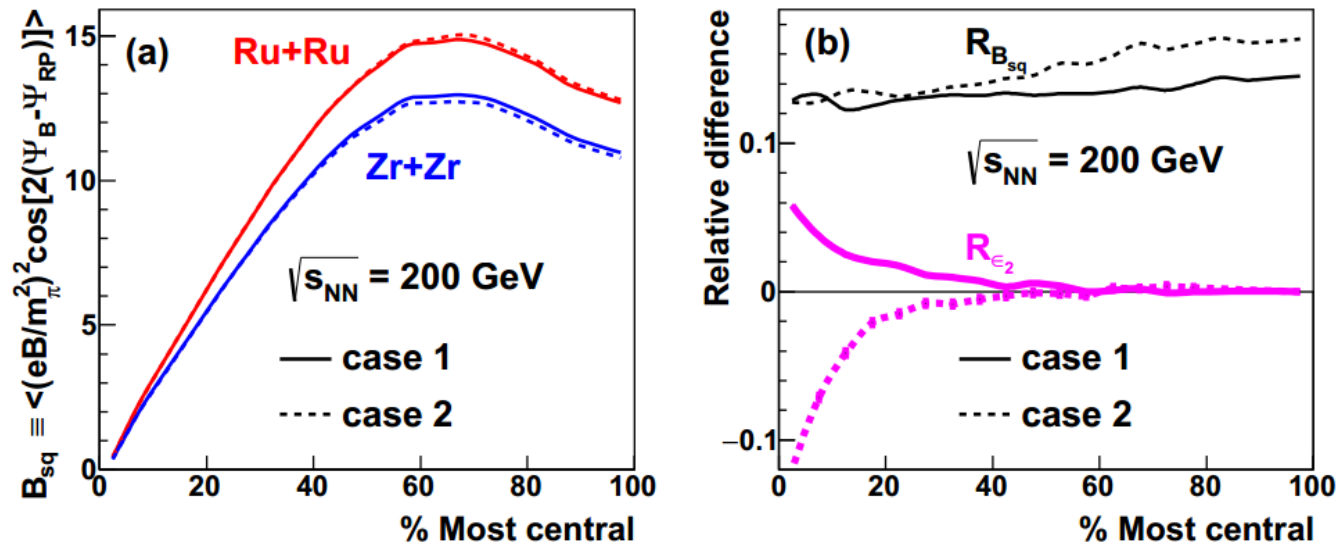 B_sq ≡ <(eB/m_π^2)^2 cos[2(Ψ_B-Ψ_RP)]>
15
10
5
0
(a)
Ru+Ru
Zr+Zr
√s_NN = 200 GeV
case 1
case 2
0 20 40 60 80 100
% Most central
Relative difference
0.1
0
−0.1
(b)
R_B_sq
√s_NN = 200 GeV
R_ϵ_2
case 1
case 2
0 20 40 60 80 100
% Most central